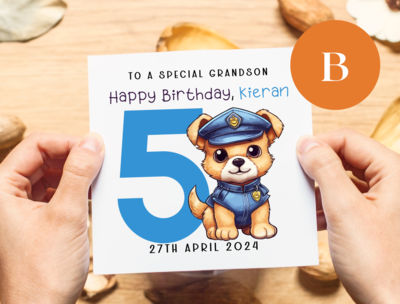 TO A SPECIAL GRANDSON
Happy Birthday, Kieran
5
27TH APRIL 2024
B